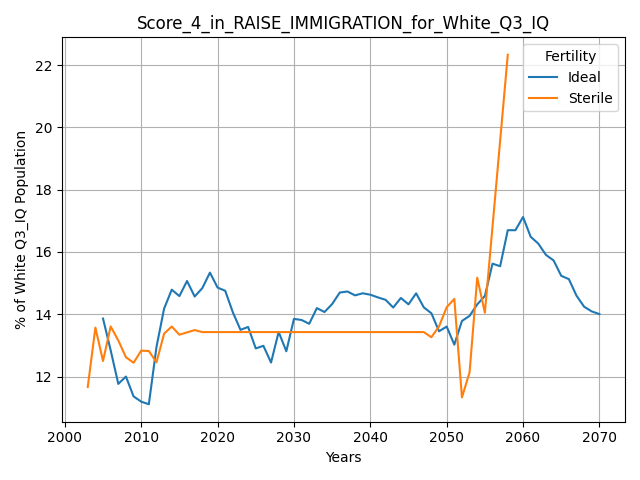 Score_4_in_RAISE_IMMIGRATION_for_White_Q3_IQ
Fertility
Ideal
Sterile
% of White Q3_IQ Population
22
20
18
16
14
12
2000
2010
2020
2030
2040
2050
2060
2070
Years